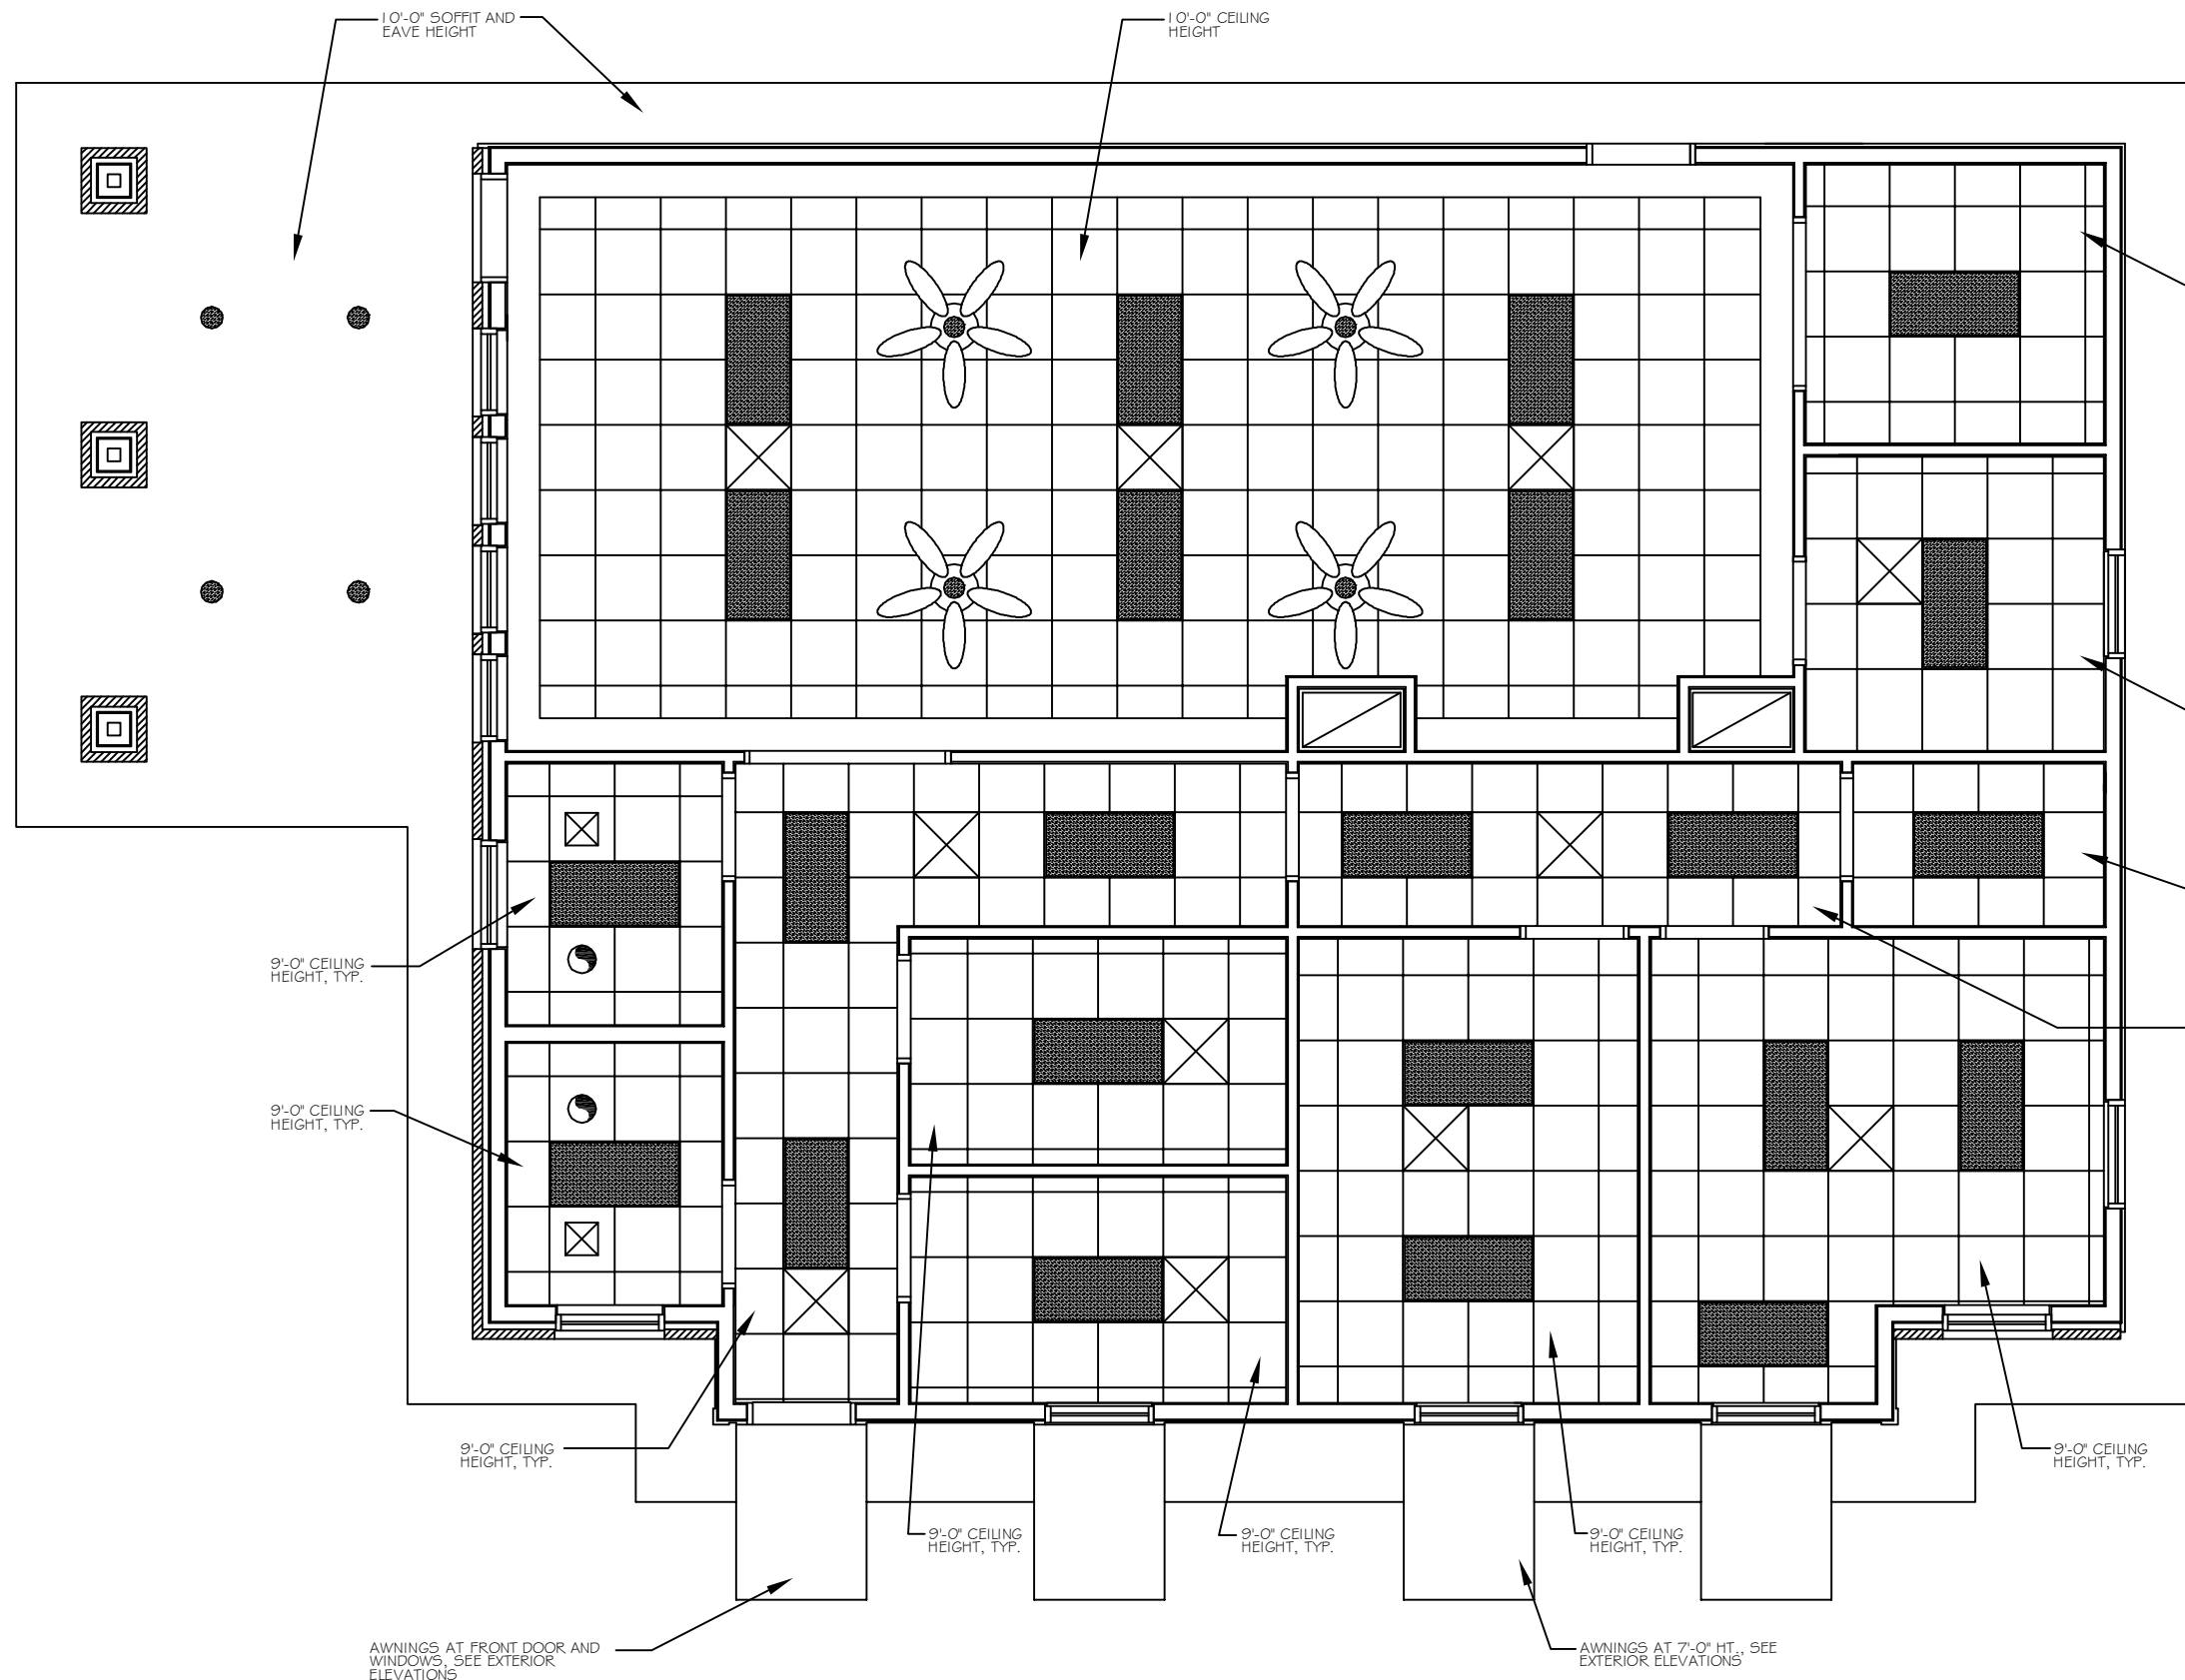 10'-0" SOFFIT AND
EAVE HEIGHT
10'-0" CEILING
HEIGHT
9'-0" CEILING
HEIGHT, TYP.
9'-0" CEILING
HEIGHT, TYP.
9'-0" CEILING
HEIGHT, TYP.
9'-0" CEILING
HEIGHT, TYP.
9'-0" CEILING
HEIGHT, TYP.
9'-0" CEILING
HEIGHT, TYP.
9'-0" CEILING
HEIGHT, TYP.
AWNINGS AT FRONT DOOR AND
WINDOWS, SEE EXTERIOR
ELEVATIONS
AWNINGS AT 7'-0" HT., SEE
EXTERIOR ELEVATIONS